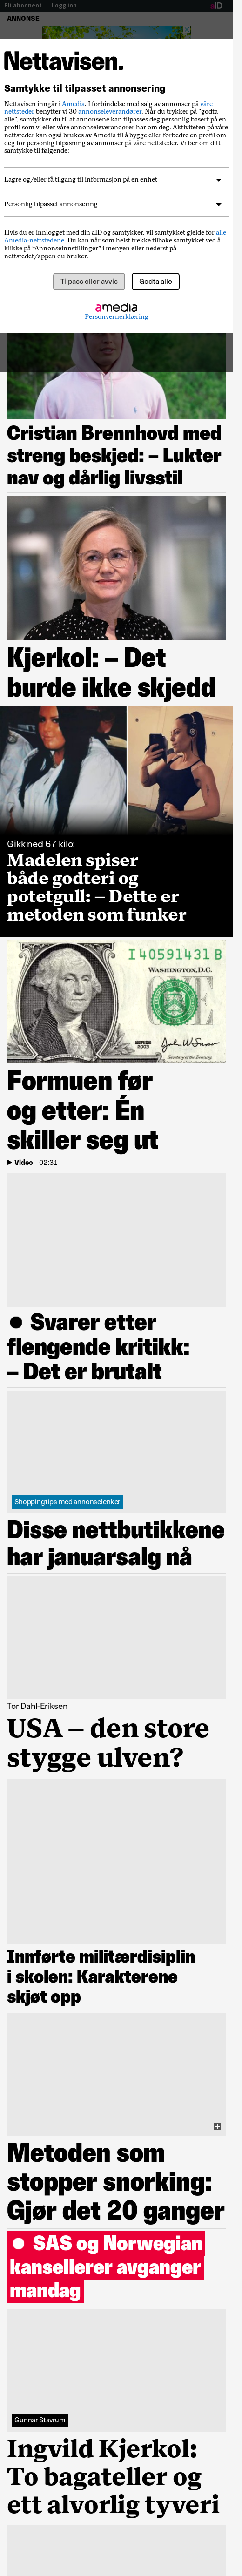 Bli abonnent | Logg inn
aID
ANNONSE
Nettavisen.
Samtykke til tilpasset annonsering
Nettavisen inngår i Amedia. I forbindelse med salg av annonser på våre
nettsteder benytter vi 30 annonseleverandører. Når du trykker på "godta
alle", samtykker du til at annonsene kan tilpasses deg personlig basert på en
profil som vi eller våre annonseleverandører har om deg. Aktiviteten på våre
nettsteder kan også brukes av Amedia til å bygge eller forbedre en profil om
deg for personlig tilpasning av annonser på våre nettsteder. Vi ber om ditt
samtykke til følgende:
Lagre og/eller få tilgang til informasjon på en enhet
Personlig tilpasset annonsering
Hvis du er innlogget med din aID og samtykker, vil samtykket gjelde for alle
Amedia-nettstedene. Du kan når som helst trekke tilbake samtykket ved å
klikke på "Annonseinnstillinger" i menyen eller nederst på
nettstedet/appen du bruker.
Tilpass eller avvis
Godta alle
amedia
Personvernerklæring
Cristian Brennhovd med
streng beskjed: – Lukter
nav og dårlig livsstil
Kjerkol: – Det
burde ikke skjedd
Gikk ned 67 kilo:
Madelen spiser
både godteri og
potetgull: – Dette er
metoden som funker
I 40591431 B
WASHINGTON, D.C.
SERIES
2003
Formuen før
og etter: Én
skiller seg ut
Video | 02:31
● Svarer etter
flengende kritikk:
– Det er brutalt
Shoppingtips med annonselenker
Disse nettbutikkene
har januarsalg nå
Tor Dahl-Eriksen
USA – den store
stygge ulven?
Innførte militærdisiplin
i skolen: Karakterene
skjøt opp
Metoden som
stopper snorking:
Gjør det 20 ganger
● SAS og Norwegian
kansellerer avganger
mandag
Gunnar Stavrum
Ingvild Kjerkol:
To bagateller og
ett alvorlig tyveri